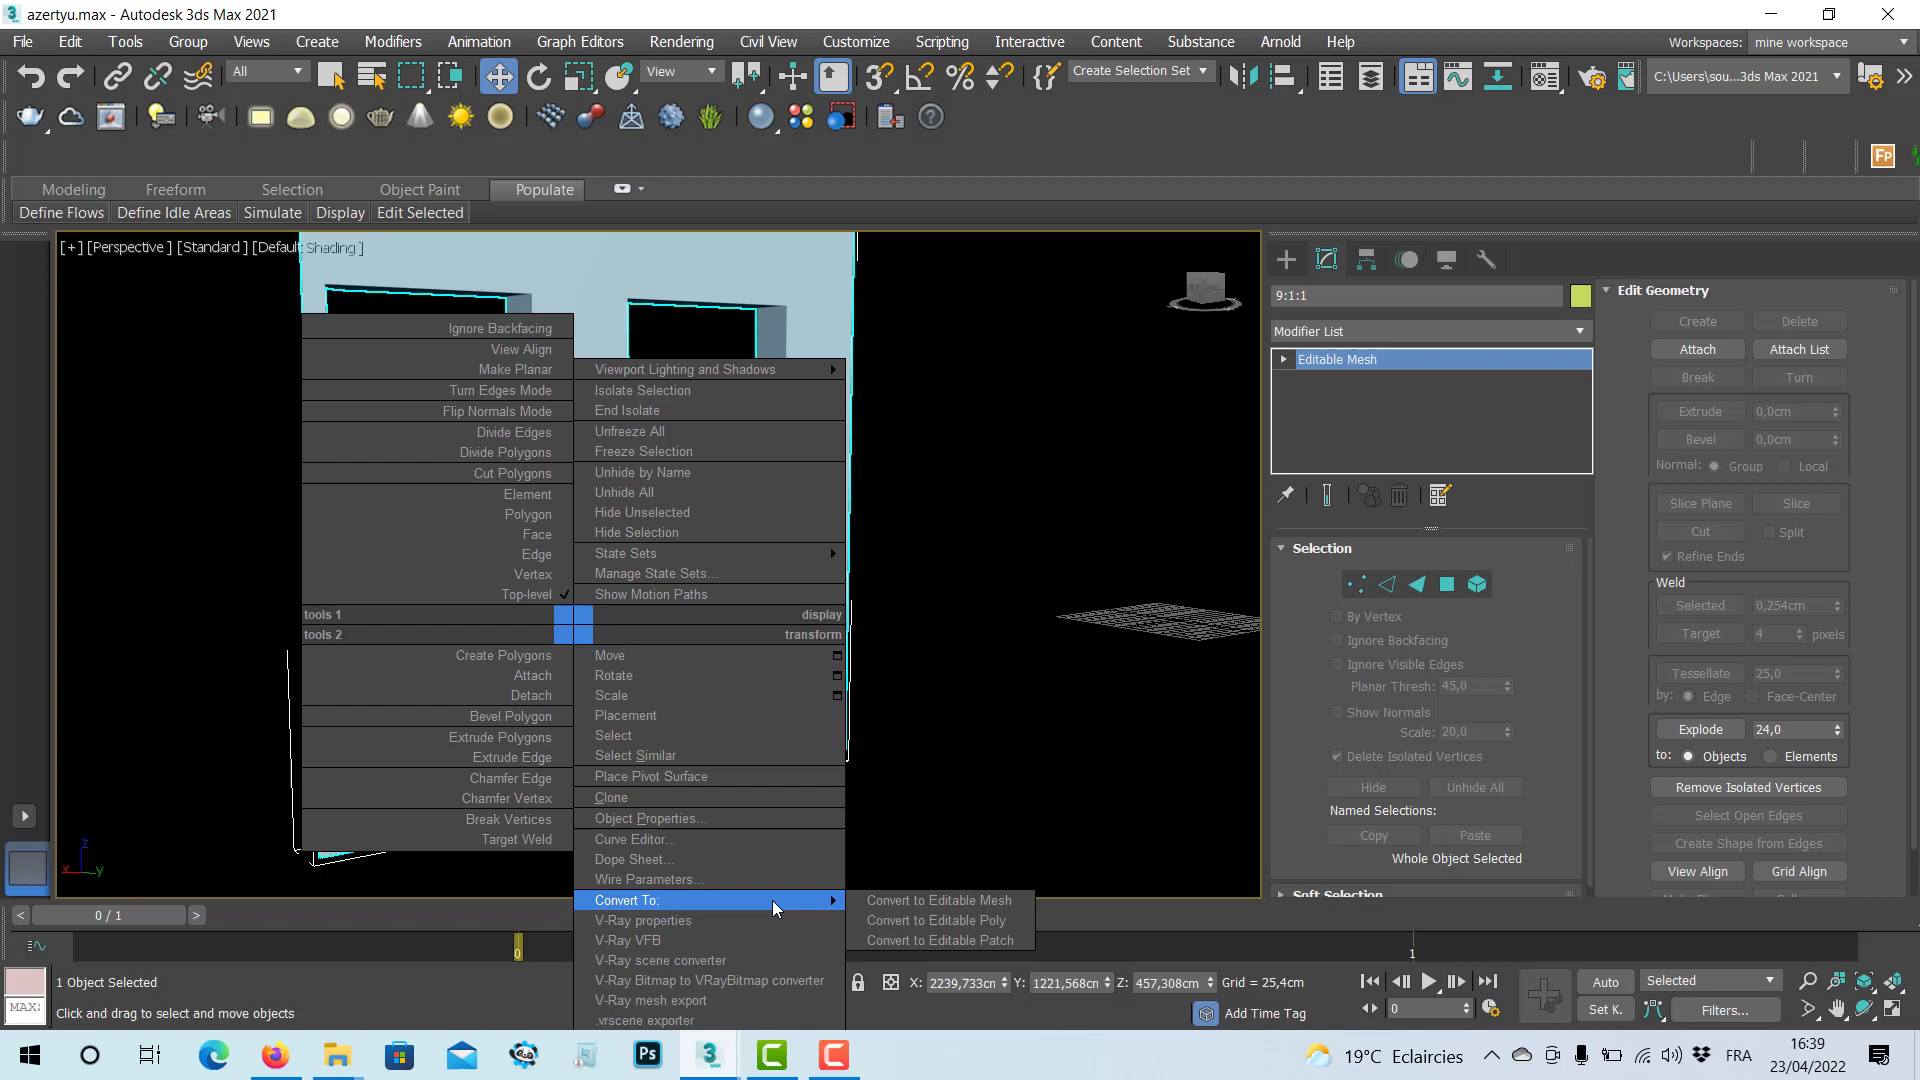 azertyu.max - Autodesk 3ds Max 2021
File Edit Tools Group Views Create Modifiers Animation Graph Editors Rendering Civil View Customize Scripting Interactive Content Substance Arnold Help Workspaces: mine workspace
All View Create Selection Set C:\Users\sou...3ds Max 2021
Modeling Freeform Selection Object Paint Populate
Define Flows Define Idle Areas Simulate Display Edit Selected
[+] [Perspective ] [Standard ] [Default Shading ]
Ignore Backfacing
View Align
Make Planar
Turn Edges Mode
Flip Normals Mode
Divide Edges
Divide Polygons
Cut Polygons
Element
Polygon
Face
Edge
Vertex
Top-level
tools 1
tools 2
Create Polygons
Attach
Detach
Bevel Polygon
Extrude Polygons
Extrude Edge
Chamfer Edge
Chamfer Vertex
Break Vertices
Target Weld
Viewport Lighting and Shadows
Isolate Selection
End Isolate
Unfreeze All
Freeze Selection
Unhide by Name
Unhide All
Hide Unselected
Hide Selection
State Sets
Manage State Sets...
Show Motion Paths
display
transform
Move
Rotate
Scale
Placement
Select
Select Similar
Place Pivot Surface
Clone
Object Properties...
Curve Editor...
Dope Sheet...
Wire Parameters...
Convert To:
V-Ray properties
V-Ray VFB
V-Ray scene converter
V-Ray Bitmap to VRayBitmap converter
V-Ray mesh export
.vrscene exporter
Convert to Editable Mesh
Convert to Editable Poly
Convert to Editable Patch
9:1:1
Modifier List
Editable Mesh
Selection
By Vertex
Ignore Backfacing
Ignore Visible Edges
Planar Thresh: 45,0
Show Normals
Scale: 20,0
Delete Isolated Vertices
Hide Unhide All
Named Selections:
Copy Paste
Whole Object Selected
Soft Selection
Edit Geometry
Create Delete
Attach Attach List
Break Turn
Extrude 0,0cm
Bevel 0,0cm
Normal: Group Local
Slice Plane Slice
Cut Split
Refine Ends
Weld
Selected 0,254cm
Target 4 pixels
Tessellate 25,0
by: Edge Face-Center
Explode 24,0
to: Objects Elements
Remove Isolated Vertices
Select Open Edges
Create Shape from Edges
View Align Grid Align
z
x
y
< 0 / 1 >
0 1
1 Object Selected
MAX:
Click and drag to select and move objects
X: 2239,733cm Y: 1221,568cm Z: 457,308cm Grid = 25,4cm
Add Time Tag
Auto Selected
0 Set K. Filters...
Ps
3
MAX
19°C Eclaircies FRA
16:39
23/04/2022